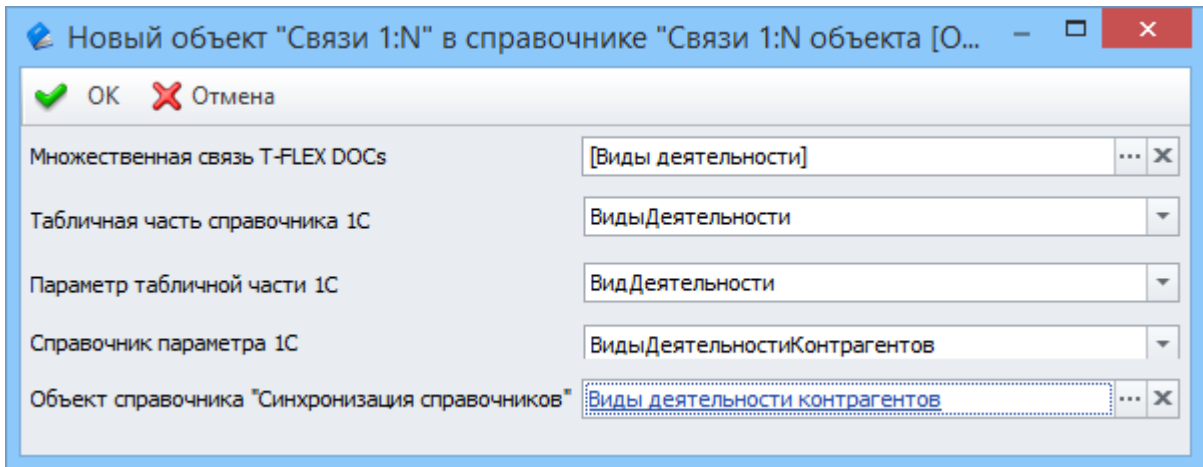 Новый объект "Связи 1:N" в справочнике "Связи 1:N объекта [О...
ОК Отмена
Множественная связь T-FLEX DOCs [Виды деятельности]
Табличная часть справочника 1С ВидыДеятельности
Параметр табличной части 1С ВидДеятельности
Справочник параметра 1С ВидыДеятельностиКонтрагентов
Объект справочника "Синхронизация справочников" Виды деятельности контрагентов